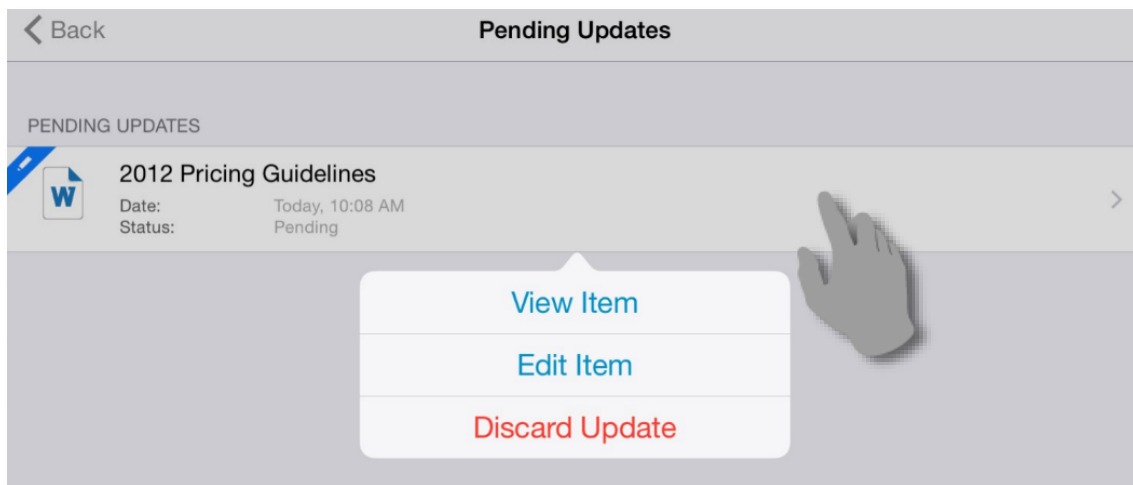 Back
Pending Updates
PENDING UPDATES
W
2012 Pricing Guidelines
Date: Today, 10:08 AM
Status: Pending
View Item
Edit Item
Discard Update